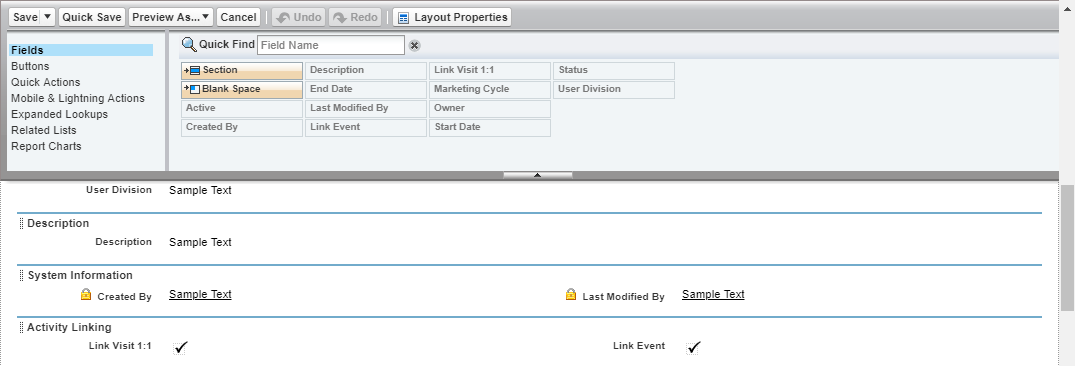 Save Quick Save Preview As... Cancel Undo Redo Layout Properties
Fields
Buttons
Quick Actions
Mobile & Lightning Actions
Expanded Lookups
Related Lists
Report Charts
Quick Find Field Name
Section Description Link Visit 1:1 Status
Blank Space End Date Marketing Cycle User Division
Active Last Modified By Owner
Created By Link Event Start Date
User Division Sample Text
Description
Description Sample Text
System Information
Created By Sample Text Last Modified By Sample Text
Activity Linking
Link Visit 1:1 Link Event